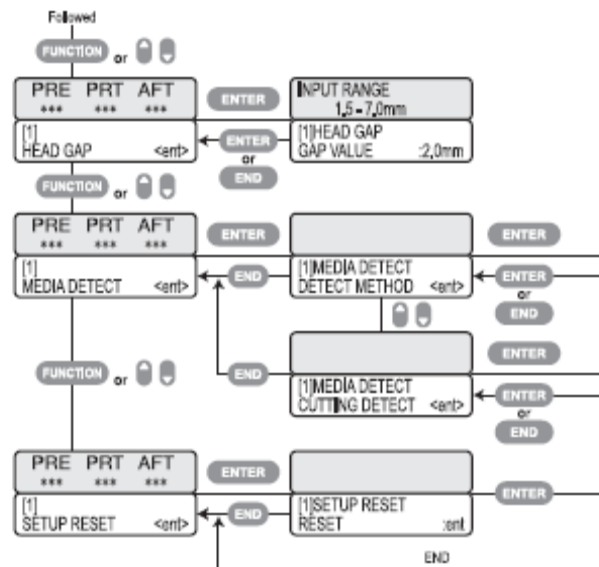 Followed
FUNCTION or
PRE PRT AFT
*** *** ***
ENTER
INPUT RANGE
1.5-7.0mm
[1]
HEAD GAP <ent>
ENTER
or
END
[1]HEAD GAP
GAP VALUE :2.0mm
FUNCTION or
PRE PRT AFT
*** *** ***
ENTER
ENTER
[1]
MEDIA DETECT <ent>
END
[1]MEDIA DETECT
DETECT METHOD <ent>
ENTER
or
END
FUNCTION or
END
ENTER
[1]MEDIA DETECT
CUTTING DETECT <ent>
ENTER
or
END
PRE PRT AFT
*** *** ***
ENTER
ENTER
[1]
SETUP RESET <ent>
END
[1]SETUP RESET
RESET :ent
END